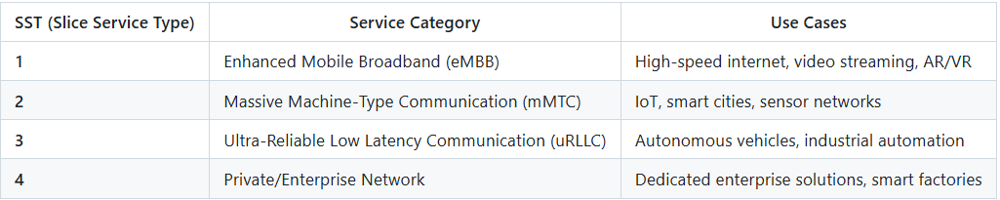 SST (Slice Service Type) Service Category Use Cases
1 Enhanced Mobile Broadband (eMBB) High-speed internet, video streaming, AR/VR
2 Massive Machine-Type Communication (mMTC) IoT, smart cities, sensor networks
3 Ultra-Reliable Low Latency Communication (uRLLC) Autonomous vehicles, industrial automation
4 Private/Enterprise Network Dedicated enterprise solutions, smart factories